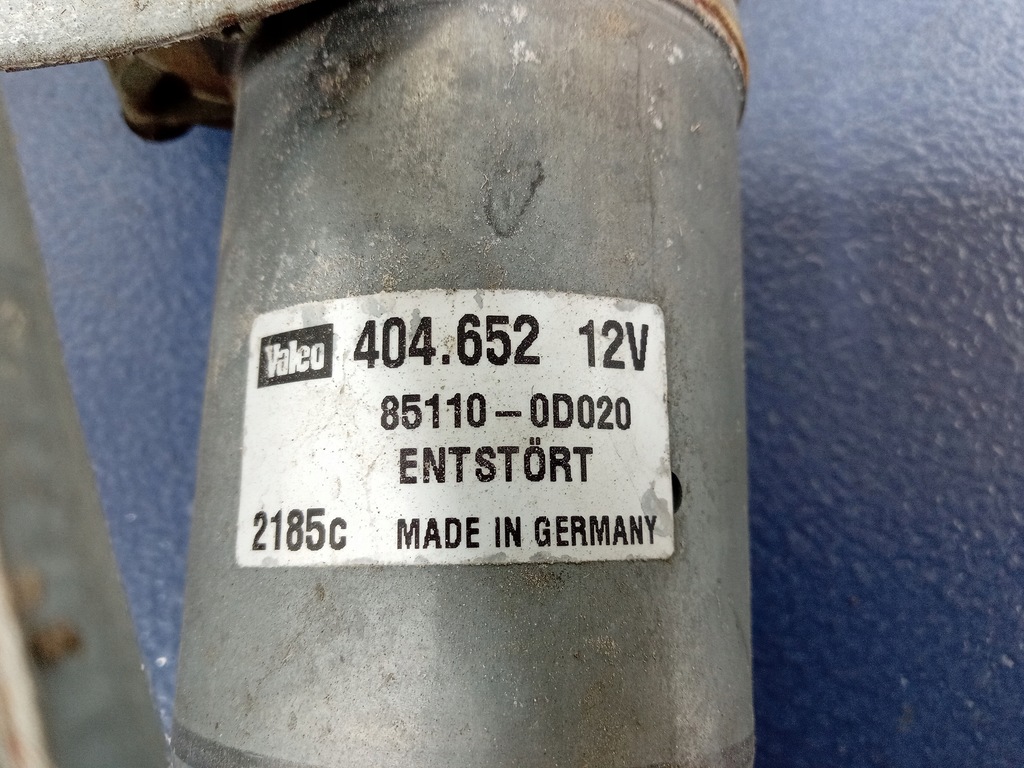 Valeo 404.652 12V
85110-0D020
ENTSTÖRT
2185c MADE IN GERMANY